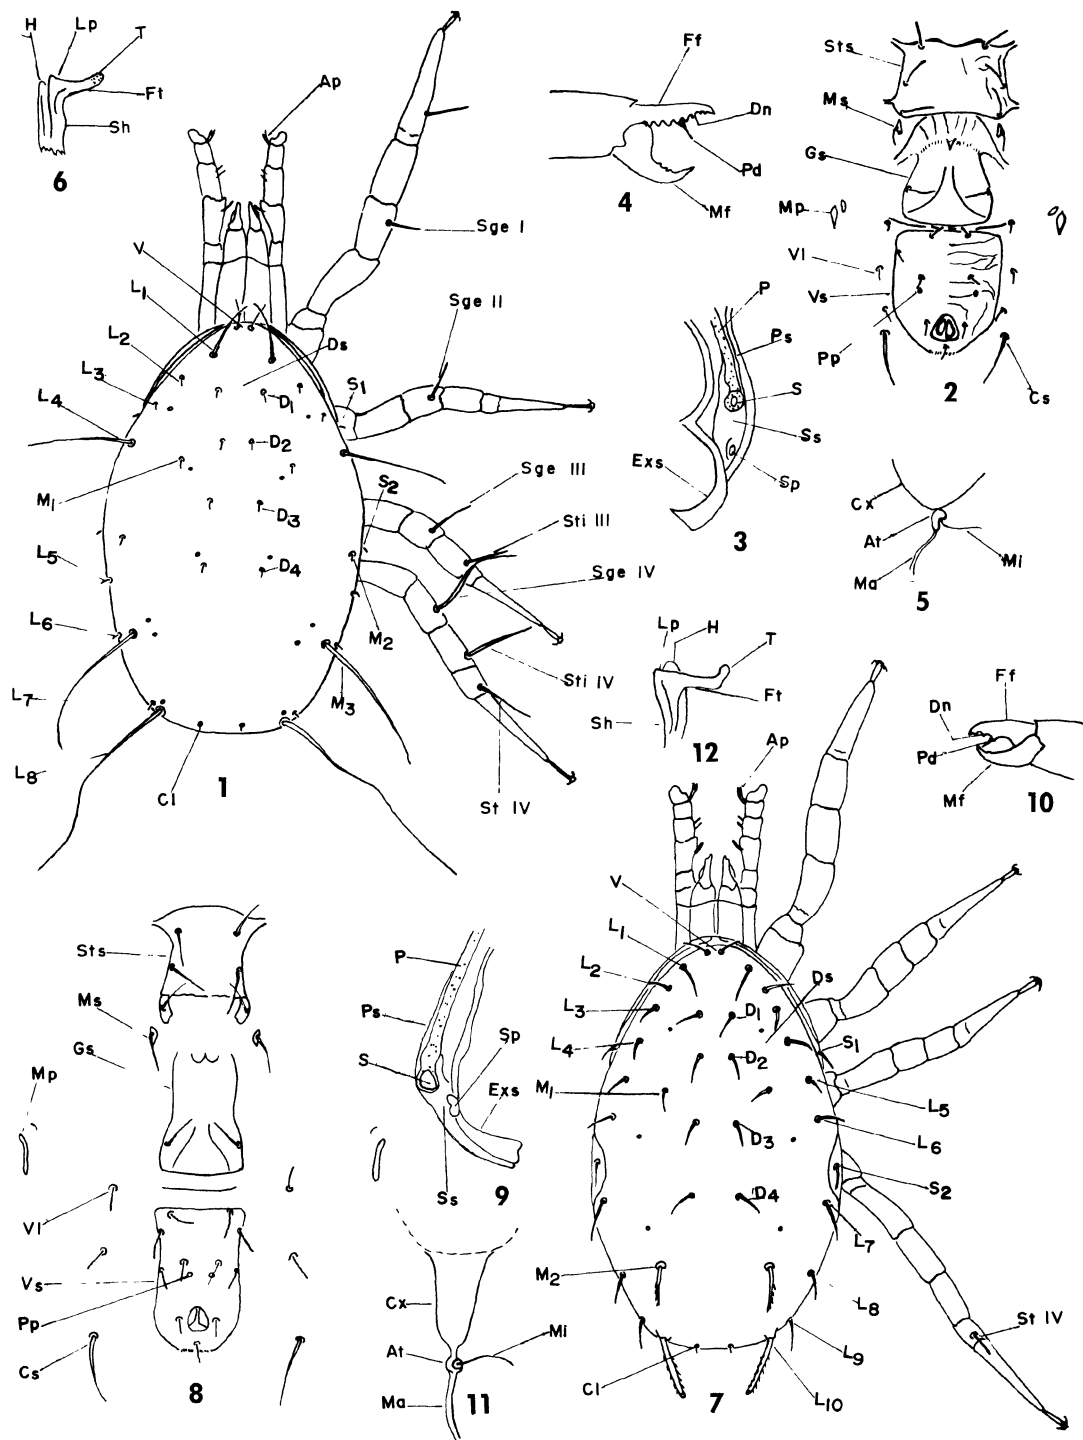 H Lp T
Ft
Sh
6
Ap
Sge I
V
L1
Sge II
L2
Ds
L3
D1
S1
L4
D2
M1
S2
Sge III
D3
Sti III
L5
D4
Sge IV
L6
M2
Sti IV
L7
M3
L8
Cl
1
St IV
Ff
Dn
Pd
Mf
4
Sts
Ms
Gs
Mp
Vl
Vs
Pp
Cs
2
P
Ps
S
Ss
Exs
Sp
3
Cx
At
Ma
Mi
5
Lp H
T
Ft
Sh
12
Ff
Dn
Pd
Mf
10
Ap
V
L1
L2
L3
L4
M1
Ds
D1
D2
S1
L5
D3
L6
S2
D4
L7
M2
L8
St IV
L9
Cl
L10
7
Sts
Ms
Gs
Mp
Vl
Vs
Pp
Cs
8
P
Ps
Sp
S
Exs
Ss
9
Cx
At
Mi
Ma
11